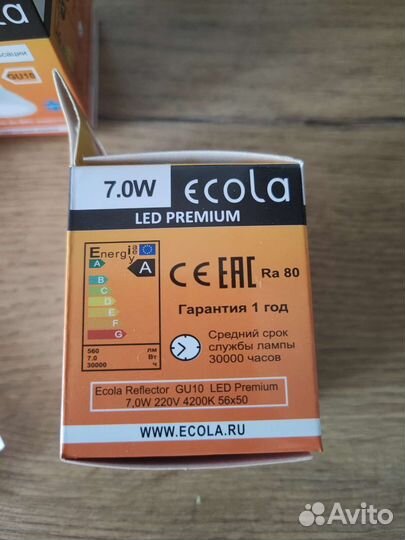 ecola
GU10
7.0W
ecola
LED PREMIUM
Energiy
A
A
B
C
D
E
F
G
560 лм
7.0 Вт
30000 ч
CE EAC Ra 80
Гарантия 1 год
Средний срок
службы лампы
30000 часов
Ecola Reflector GU10 LED Premium
7,0W 220V 4200K 56x50
WWW.ECOLA.RU
Avito